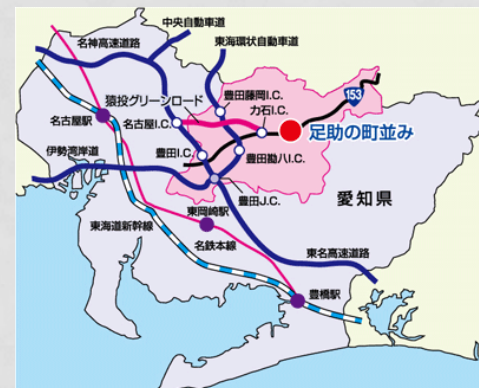 中央自動車道
名神高速道路
東海環状自動車道
猿投グリーンロード
豊田藤岡I.C.
力石I.C.
153
名古屋駅
名古屋I.C.
足助の町並み
伊勢湾岸道
豊田I.C.
豊田勘八I.C.
豊田J.C.
愛知県
東岡崎駅
東海道新幹線
名鉄本線
東名高速道路
豊橋駅